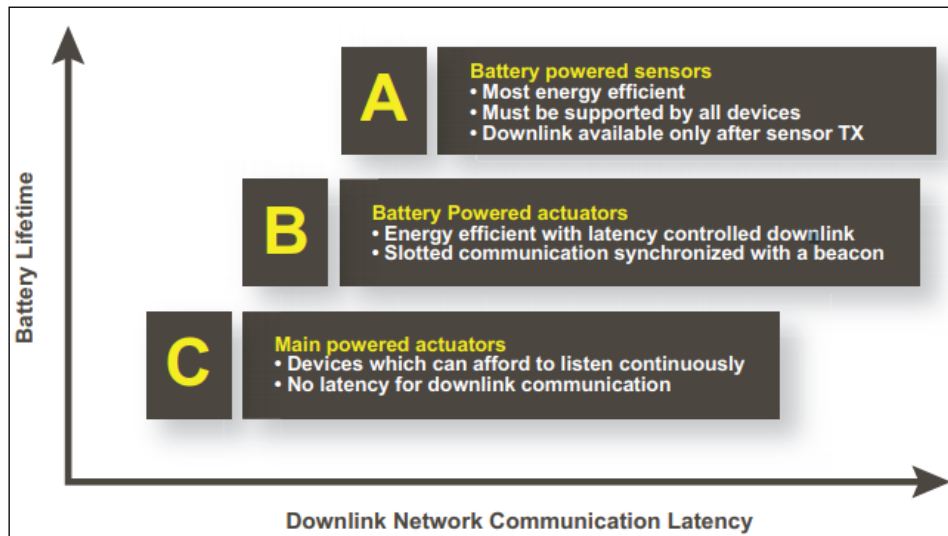 Battery Lifetime
A
Battery powered sensors
• Most energy efficient
• Must be supported by all devices
• Downlink available only after sensor TX
B
Battery Powered actuators
• Energy efficient with latency controlled downlink
• Slotted communication synchronized with a beacon
C
Main powered actuators
• Devices which can afford to listen continuously
• No latency for downlink communication
Downlink Network Communication Latency